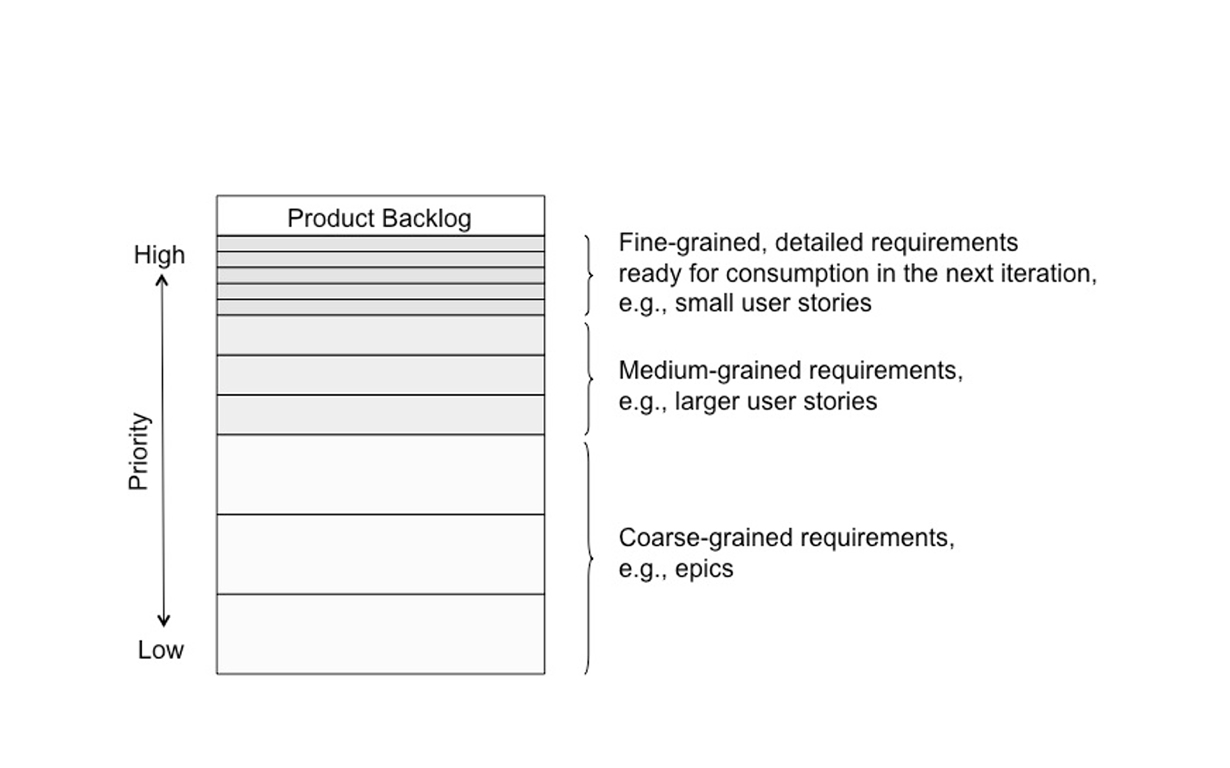 Product Backlog
High
Priority
Low
Fine-grained, detailed requirements
ready for consumption in the next iteration,
e.g., small user stories
Medium-grained requirements,
e.g., larger user stories
Coarse-grained requirements,
e.g., epics